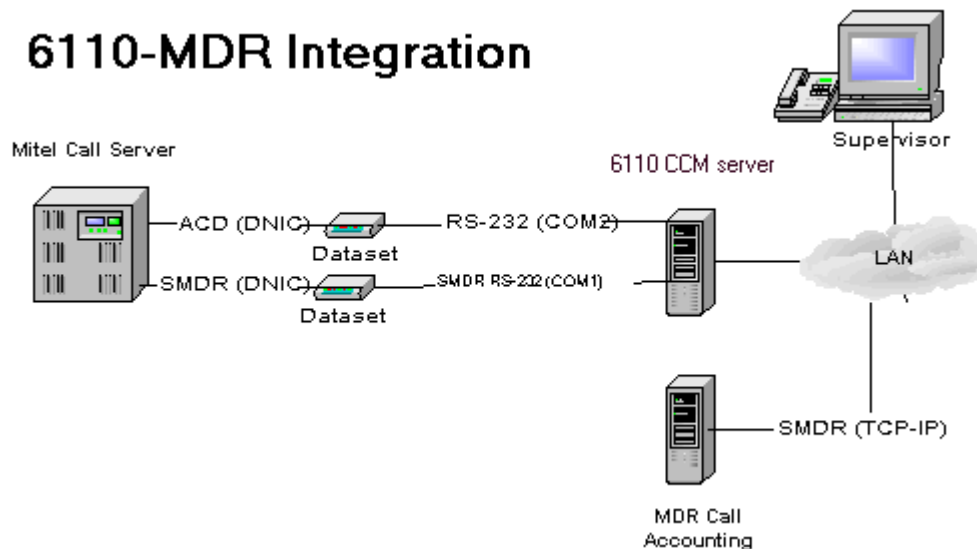 6110-MDR Integration
Supervisor
Mitel Call Server
6110 CCM server
ACD (DNIC)
RS-232 (COM2)
Dataset
LAN
SMDR (DNIC)
SMDR RS-232 (COM1)
Dataset
SMDR (TCP-IP)
MDR Call
Accounting